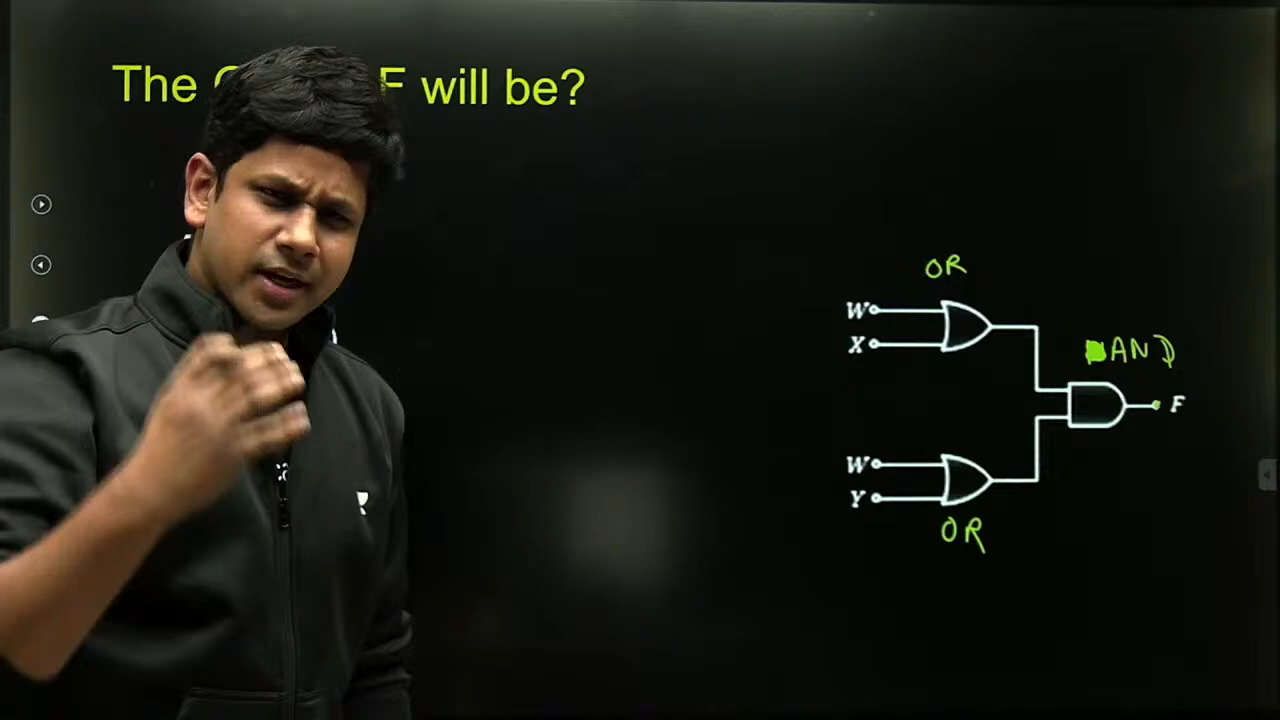 The F will be?
OR
W
X
AND
F
W
Y
OR